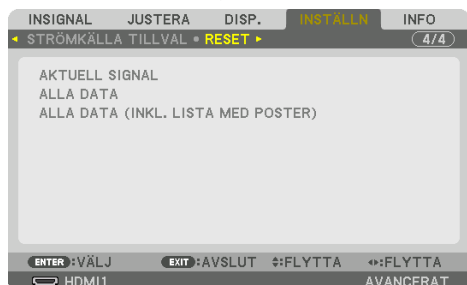 INSIGNAL JUSTERA DISP. INSTÄLLN INFO
STRÖMKÄLLA TILLVAL • RESET 4/4
AKTUELL SIGNAL
ALLA DATA
ALLA DATA (INKL. LISTA MED POSTER)
ENTER :VÄLJ EXIT :AVSLUT :FLYTTA :FLYTTA
HDMI1 AVANCERAT